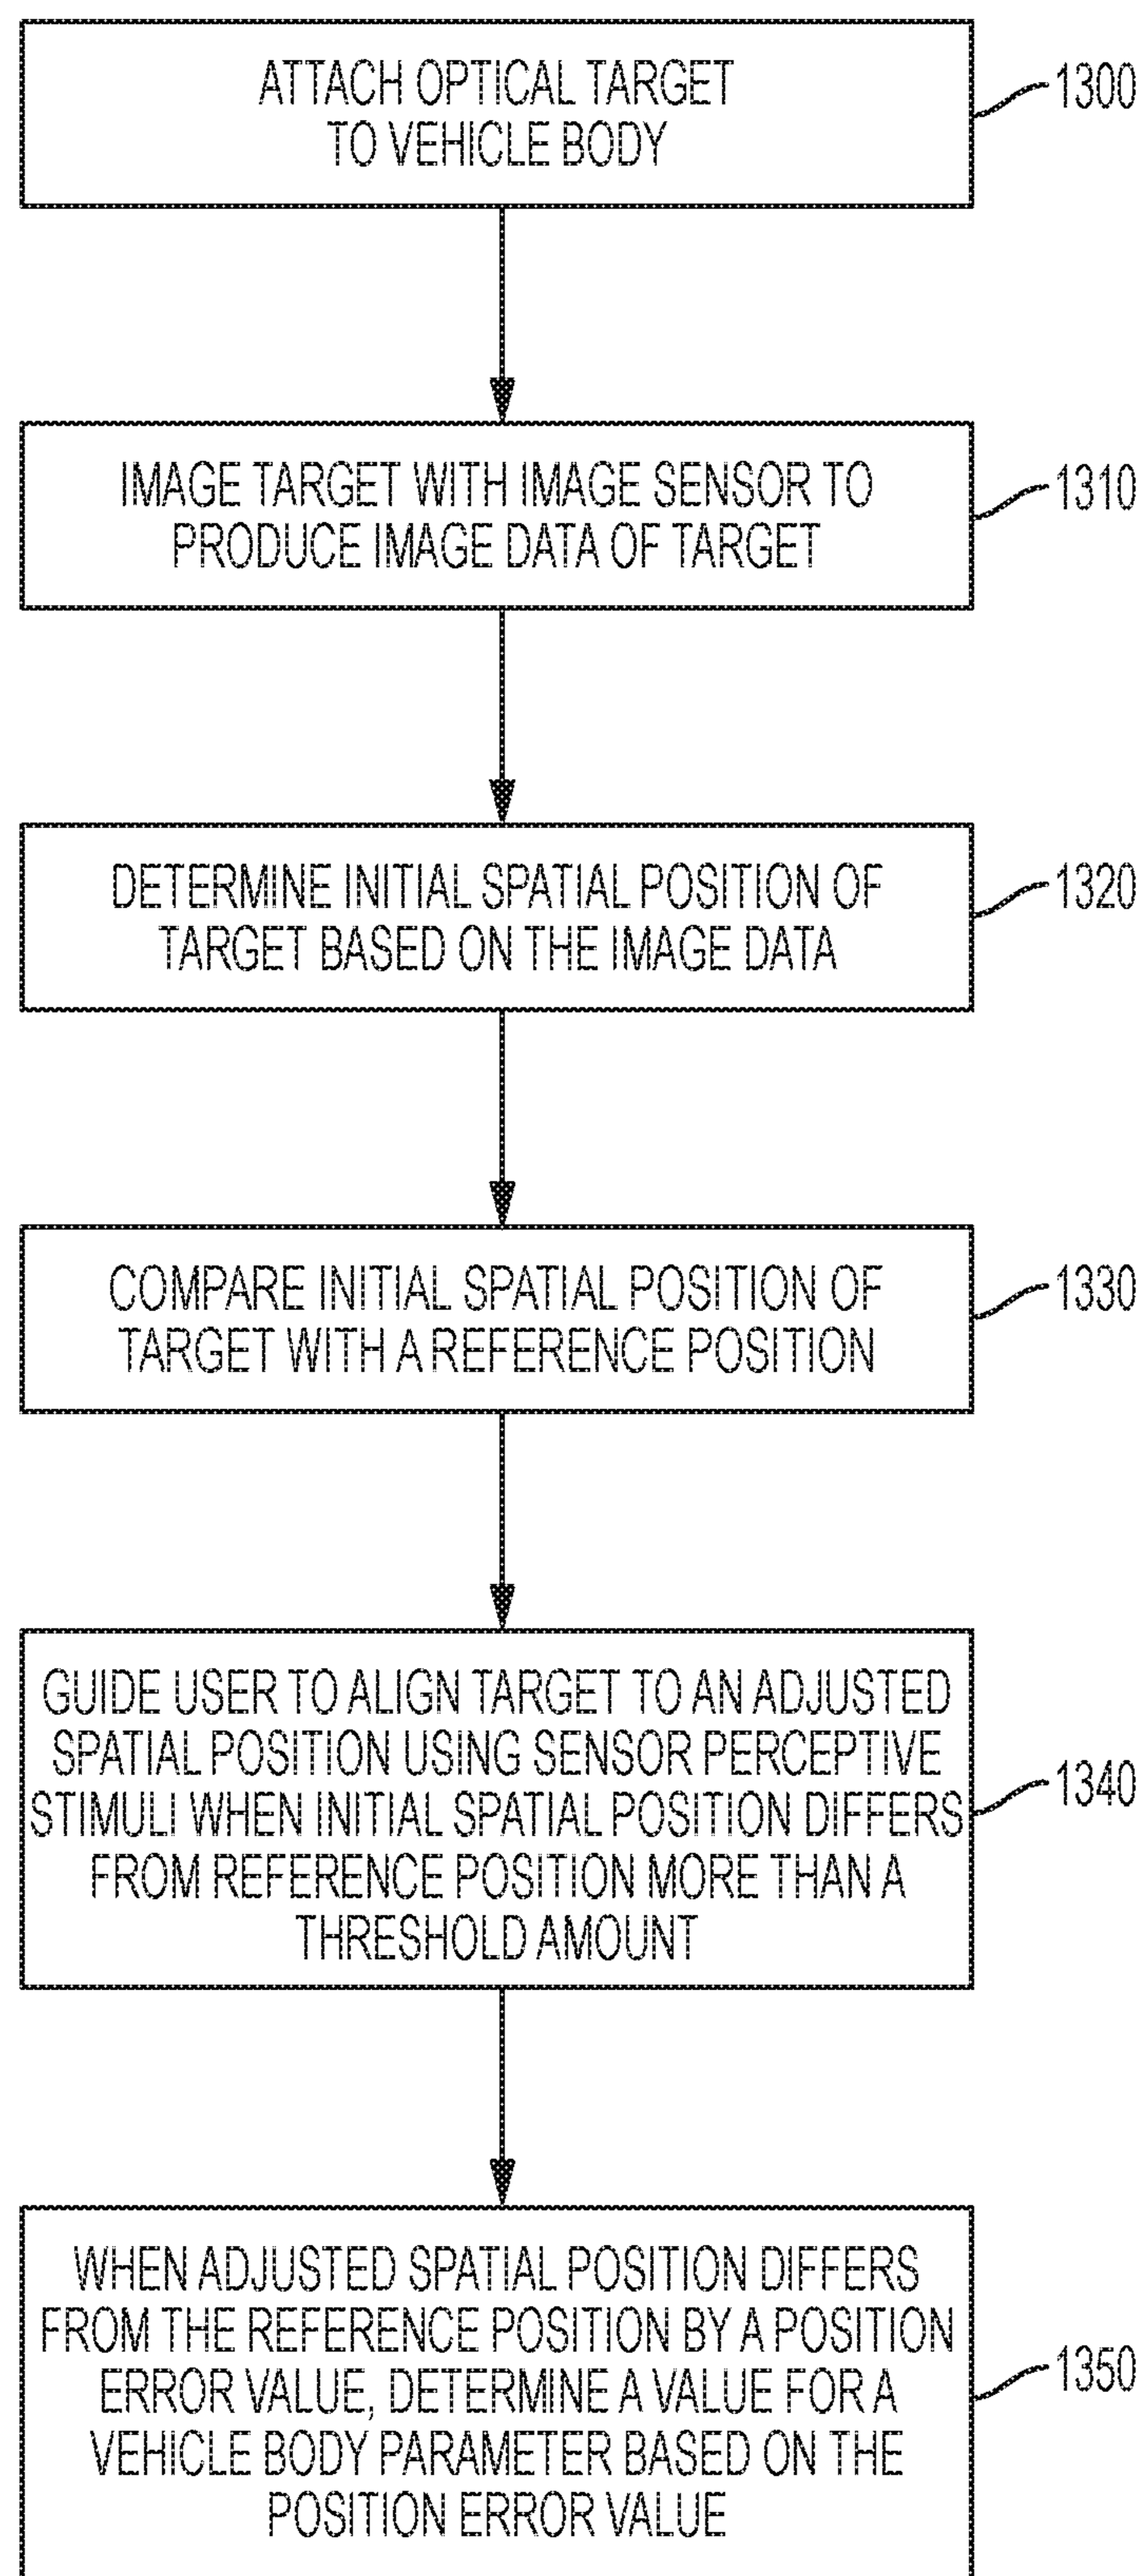 ATTACH OPTICAL TARGET
TO VEHICLE BODY
1300
IMAGE TARGET WITH IMAGE SENSOR TO
PRODUCE IMAGE DATA OF TARGET
1310
DETERMINE INITIAL SPATIAL POSITION OF
TARGET BASED ON THE IMAGE DATA
1320
COMPARE INITIAL SPATIAL POSITION OF
TARGET WITH A REFERENCE POSITION
1330
GUIDE USER TO ALIGN TARGET TO AN ADJUSTED
SPATIAL POSITION USING SENSOR PERCEPTIVE
STIMULI WHEN INITIAL SPATIAL POSITION DIFFERS
FROM REFERENCE POSITION MORE THAN A
THRESHOLD AMOUNT
1340
WHEN ADJUSTED SPATIAL POSITION DIFFERS
FROM THE REFERENCE POSITION BY A POSITION
ERROR VALUE, DETERMINE A VALUE FOR A
VEHICLE BODY PARAMETER BASED ON THE
POSITION ERROR VALUE
1350